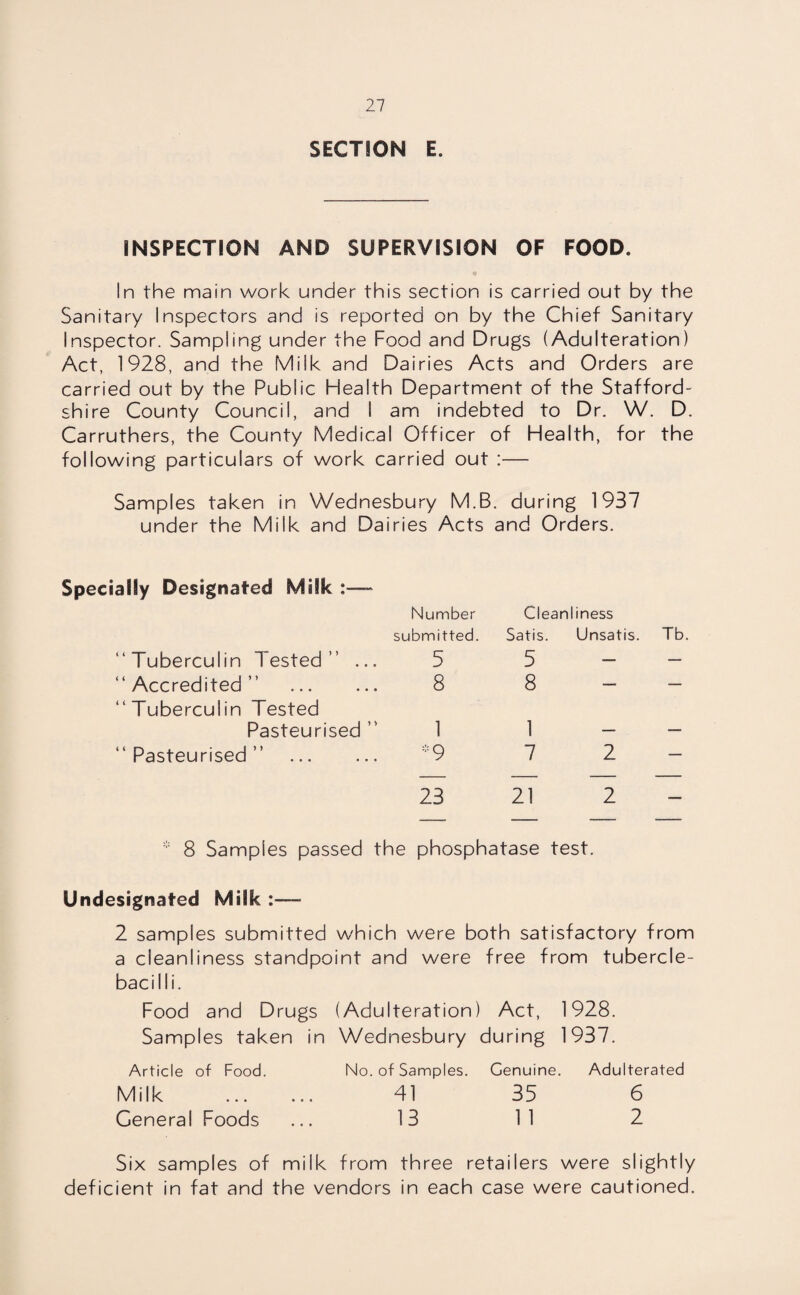 27
SECTION E.
INSPECTION AND SUPERVISION OF FOOD.
In the main work under this section is carried out by the
Sanitary Inspectors and is reported on by the Chief Sanitary
Inspector. Sampling under the Food and Drugs (Adulteration)
Act, 1928, and the Milk and Dairies Acts and Orders are
carried out by the Public Health Department of the Stafford-
shire County Council, and I am indebted to Dr. W. D.
Carruthers, the County Medical Officer of Health, for the
following particulars of work carried out :—
Samples taken in Wednesbury M.B. during 1937
under the Milk and Dairies Acts and Orders.
Specially Designated Milk :—
Number Cleanliness
submitted. Satis. Unsatis. Tb.
“Tuberculin Tested” ... 5 5 — —
“Accredited” ... ... 8 8 — —
“Tuberculin Tested
Pasteurised” 1 1 — —
“Pasteurised” ... ... *9 7 2 —
23 21 2 —
* 8 Samples passed the phosphatase test.
Undesignated Milk :—
2 samples submitted which were both satisfactory from
a cleanliness standpoint and were free from tubercle-
bacilli.
Food and Drugs (Adulteration) Act, 1928.
Samples taken in Wednesbury during 1937.
Article of Food. No. of Samples. Genuine. Adulterated
Milk ... ... 41 35 6
General Foods ... 13 11 2
Six samples of milk from three retailers were slightly
deficient in fat and the vendors in each case were cautioned.